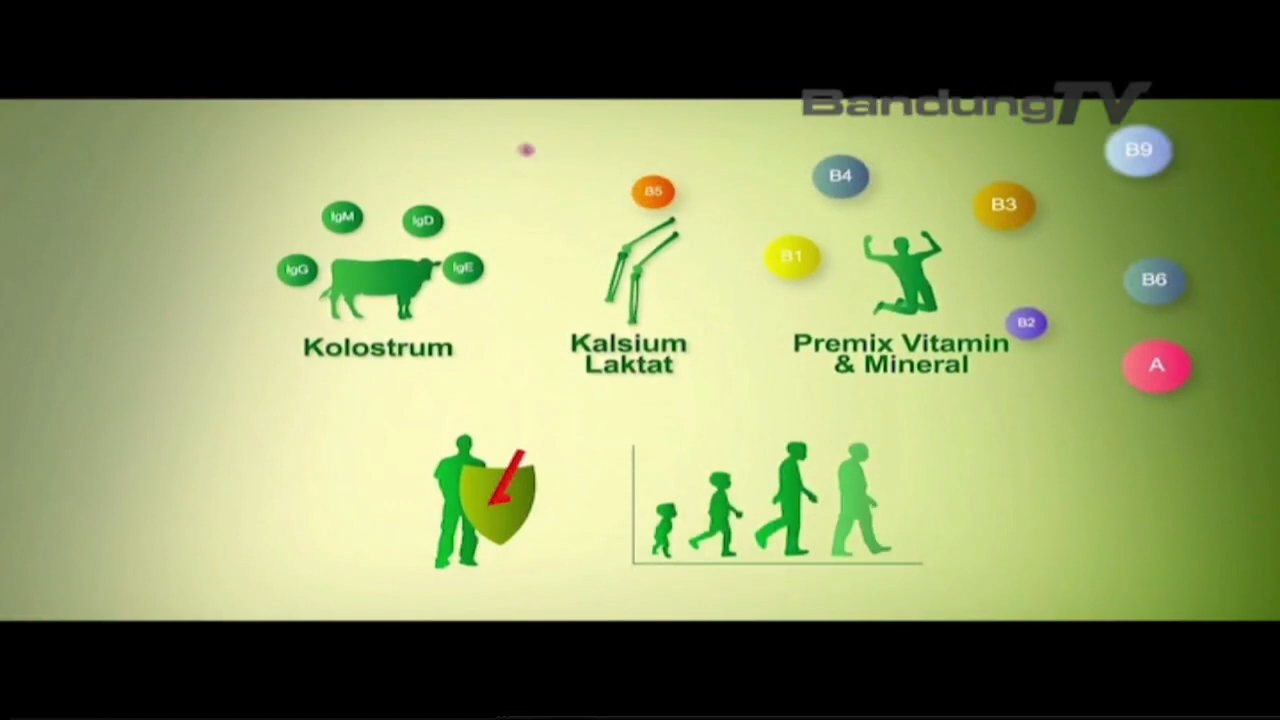 BandungTV
B9
B4
B5
B3
IgM
IgD
B1
IgG
IgE
B6
B2
Kolostrum
Kalsium
Laktat
Premix Vitamin
& Mineral
A